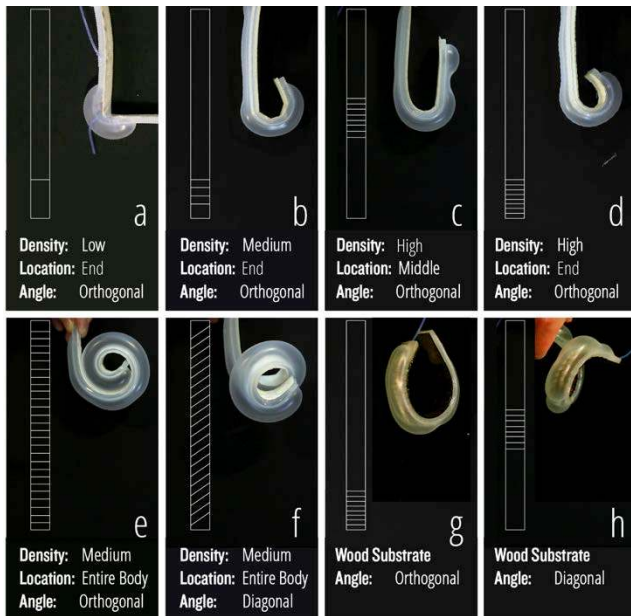 a
Density: Low
Location: End
Angle: Orthogonal
b
Density: Medium
Location: End
Angle: Orthogonal
c
Density: High
Location: Middle
Angle: Orthogonal
d
Density: High
Location: End
Angle: Orthogonal
e
Density: Medium
Location: Entire Body
Angle: Orthogonal
f
Density: Medium
Location: Entire Body
Angle: Diagonal
g
Wood Substrate
Angle: Orthogonal
h
Wood Substrate
Angle: Diagonal